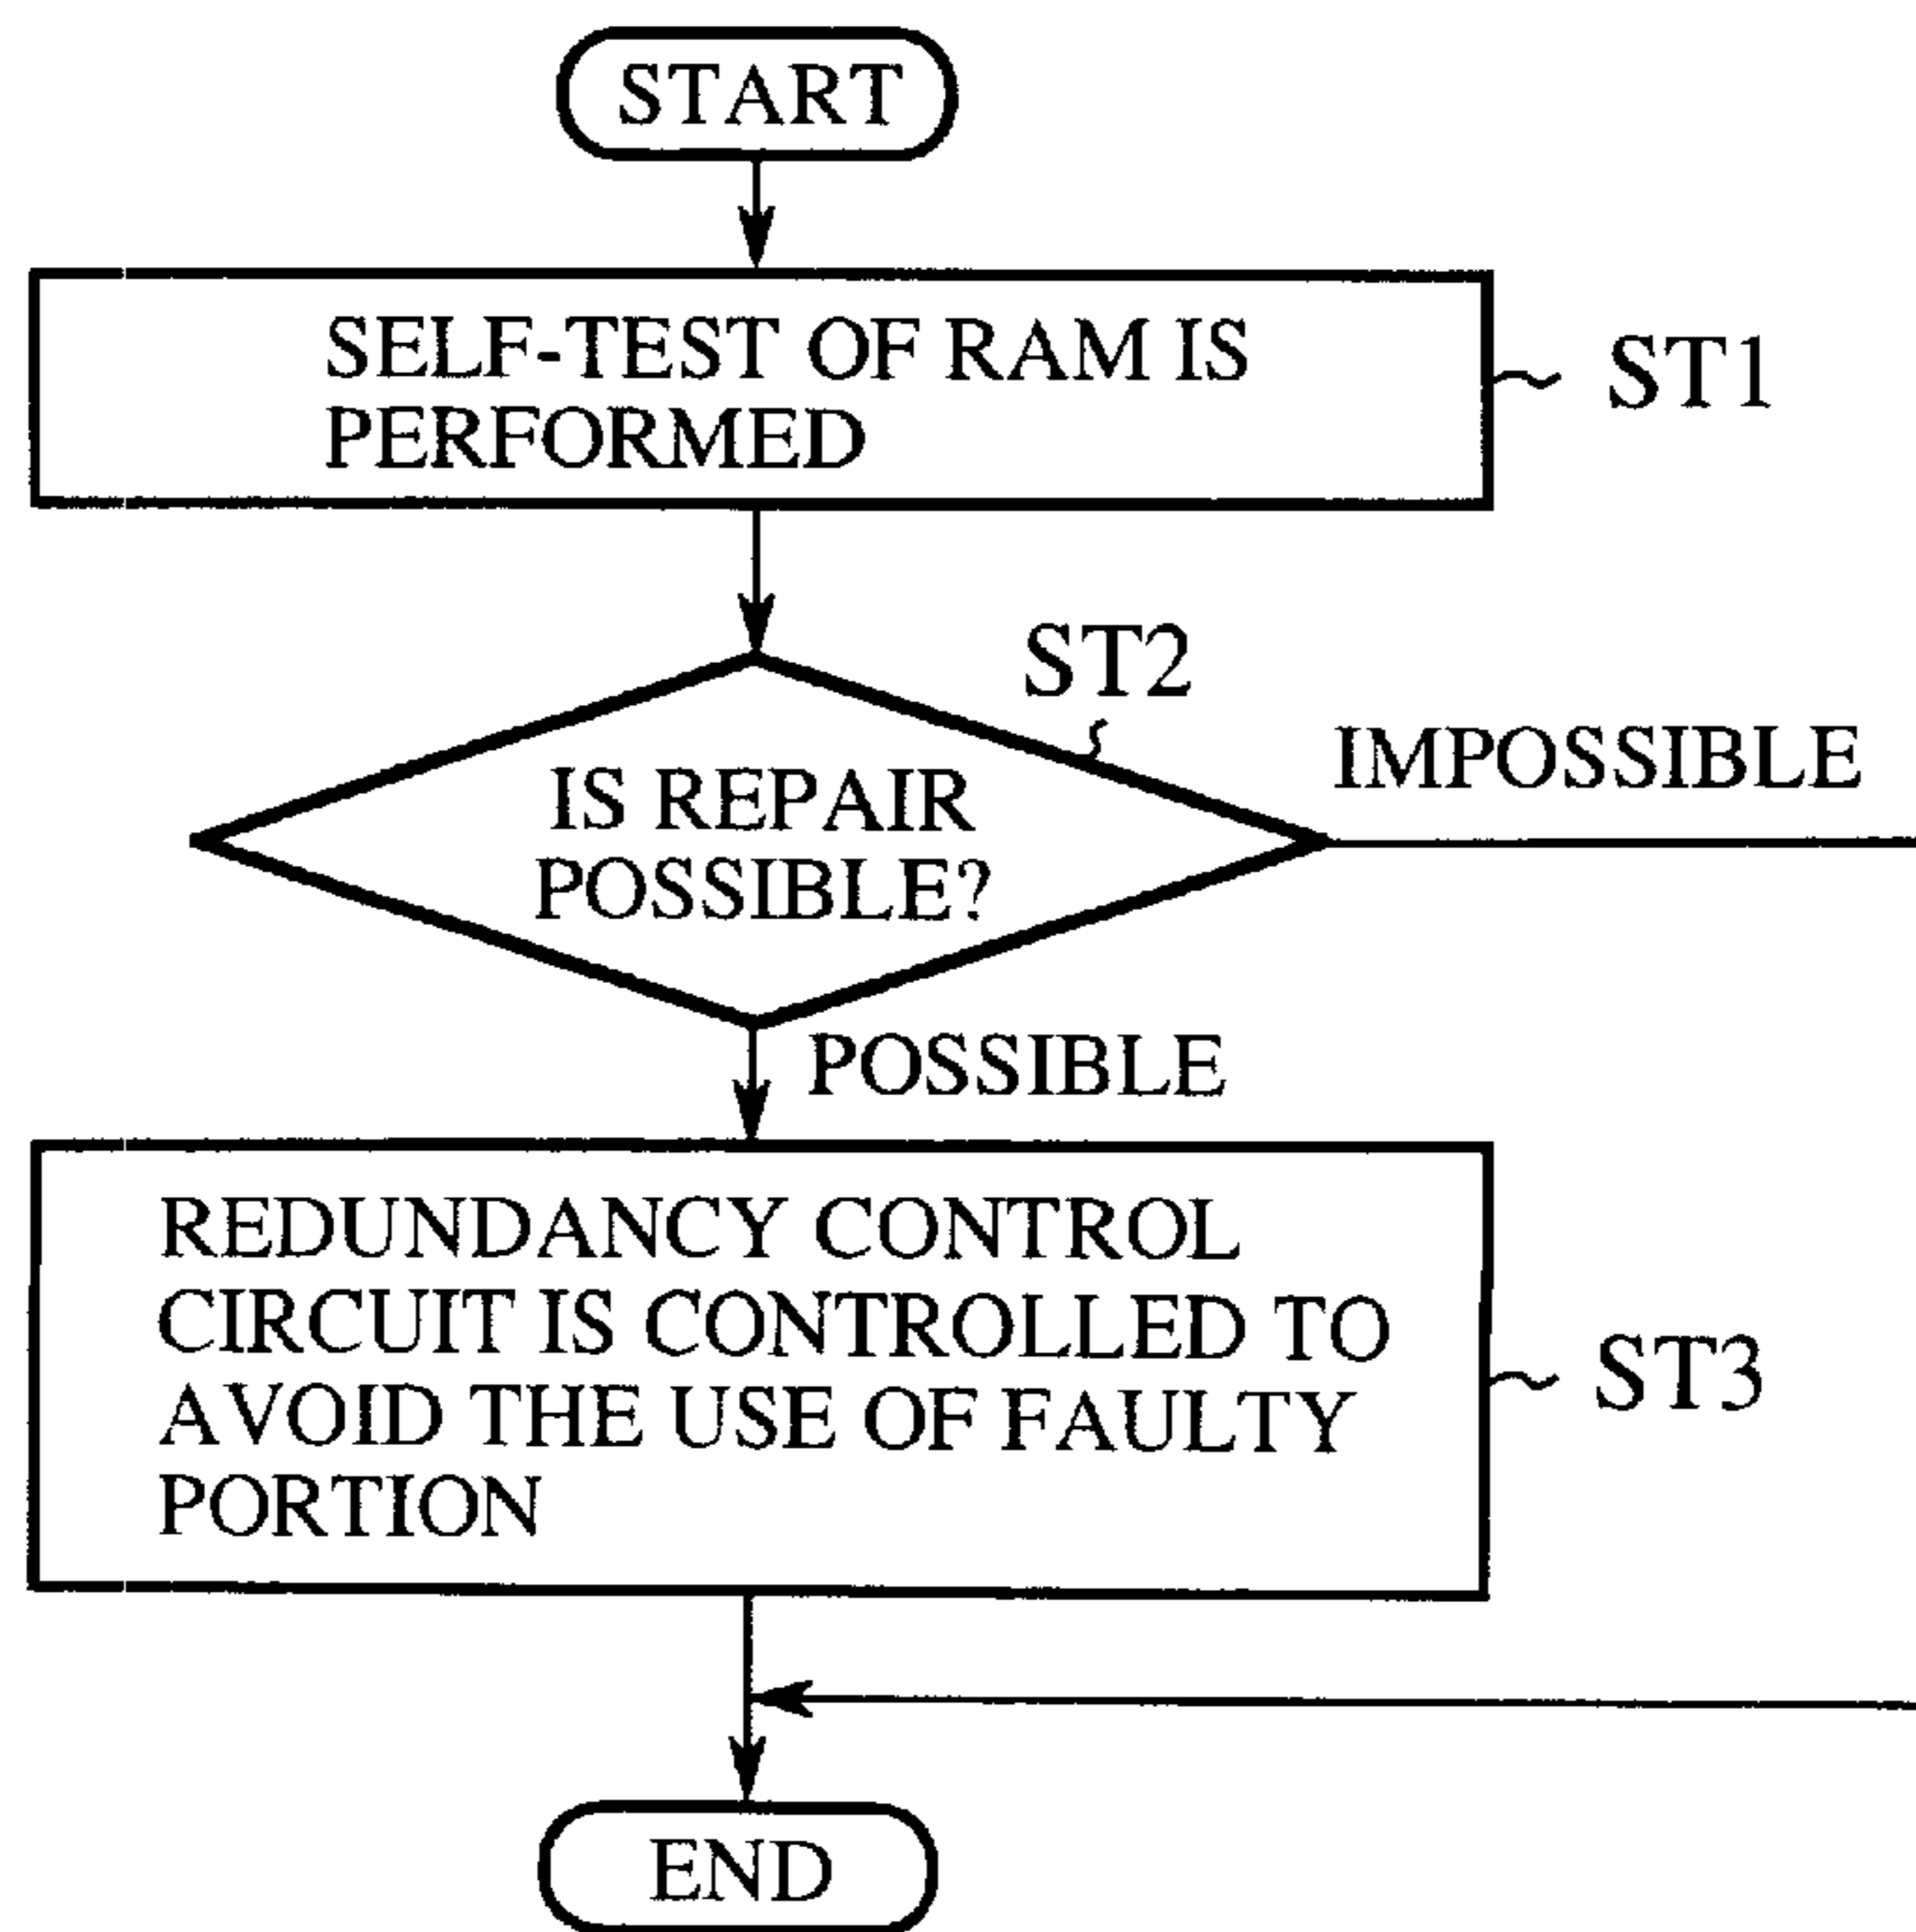 START
SELF-TEST OF RAM IS
PERFORMED
ST1
ST2
IS REPAIR
POSSIBLE?
IMPOSSIBLE
POSSIBLE
REDUNDANCY CONTROL
CIRCUIT IS CONTROLLED TO
AVOID THE USE OF FAULTY
PORTION
ST3
END